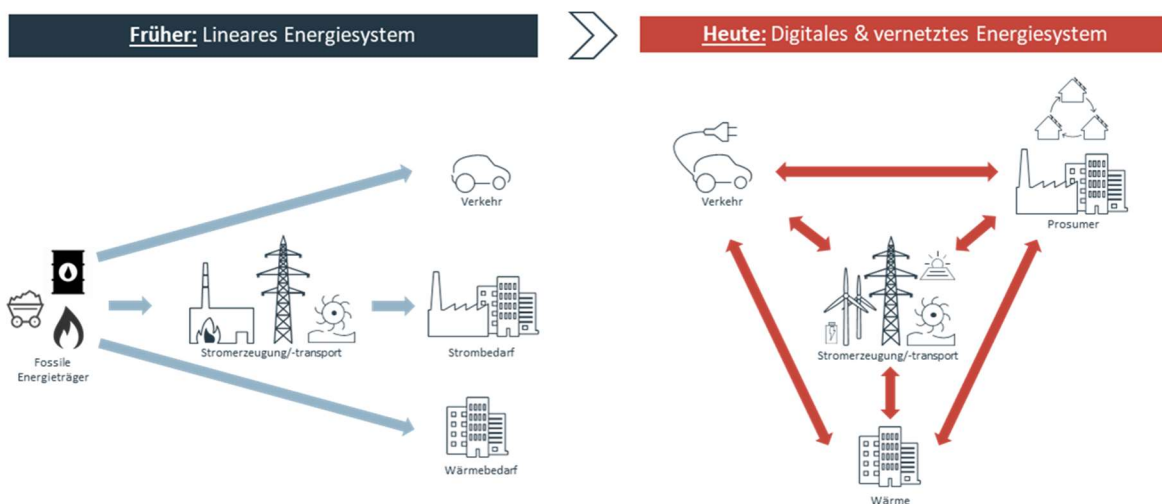 Früher: Lineares Energiesystem
Heute: Digitales & vernetztes Energiesystem
Verkehr
Fossile
Energieträger
Stromerzeugung/-transport
Strombedarf
Wärmebedarf
Verkehr
Prosumer
Stromerzeugung/-transport
Wärme